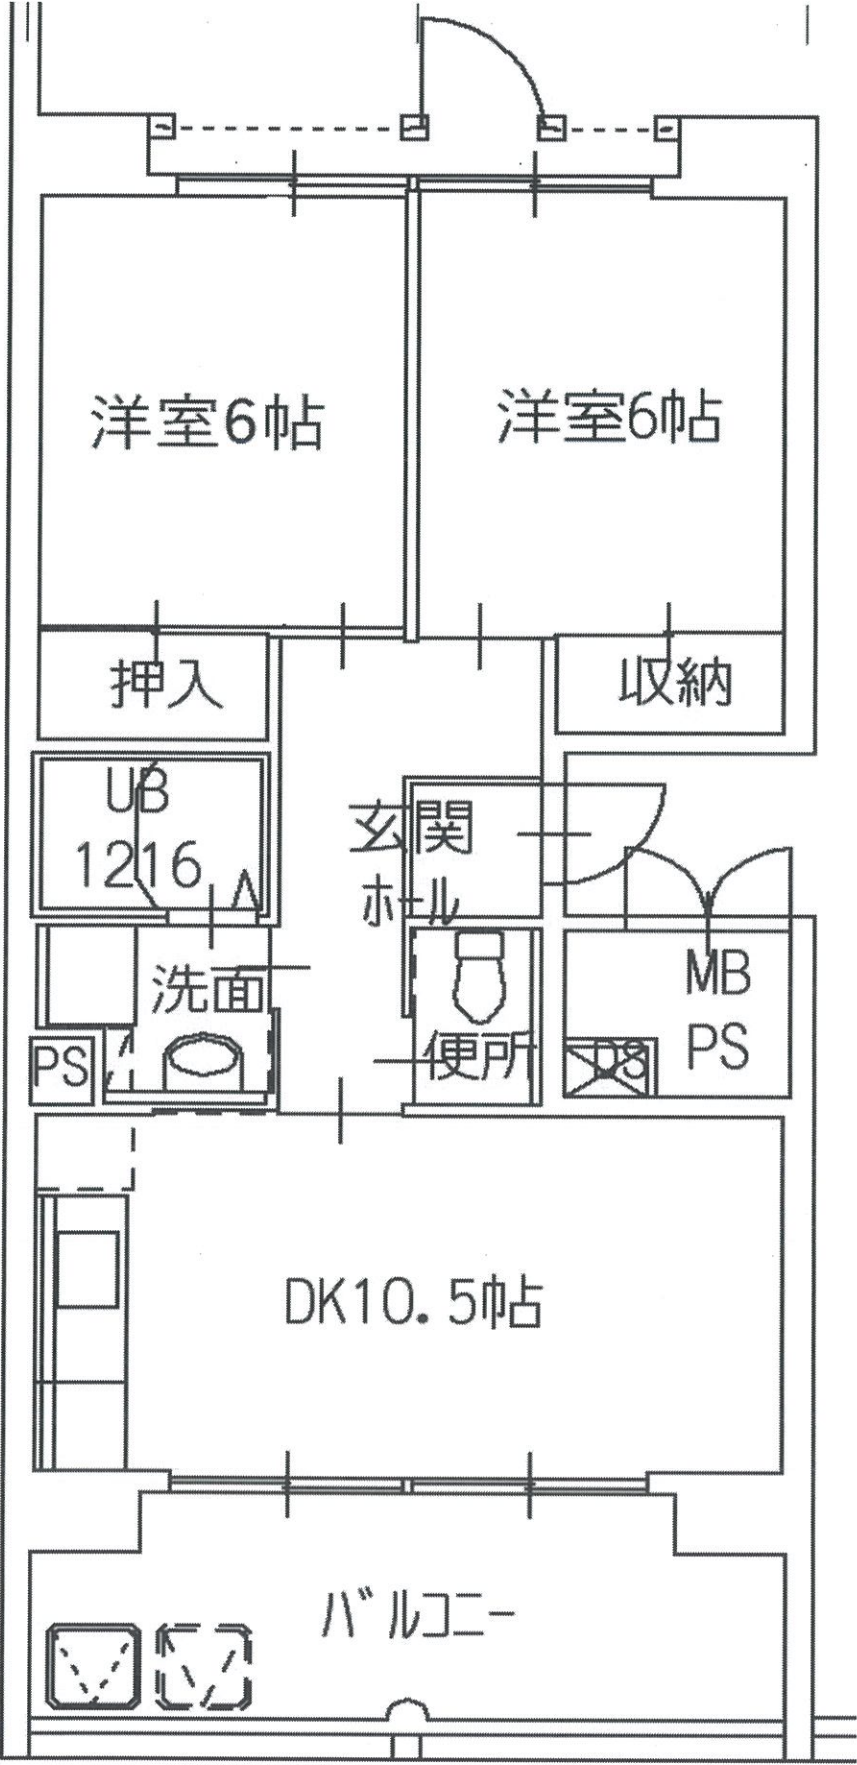 洋室6帖
洋室6帖
押入
収納
UB
1216
玄関
ホール
洗面
MB
PS
便所
PS
DS
DK10.5帖
バルコニー